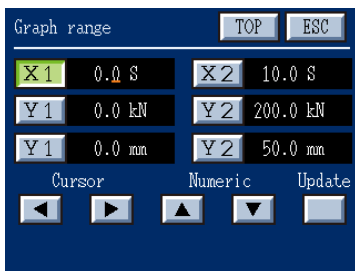 Graph range TOP ESC
X1 0.0 S X2 10.0 S
Y1 0.0 kN Y2 200.0 kN
Y1 0.0 mm Y2 50.0 mm
Cursor Numeric Update